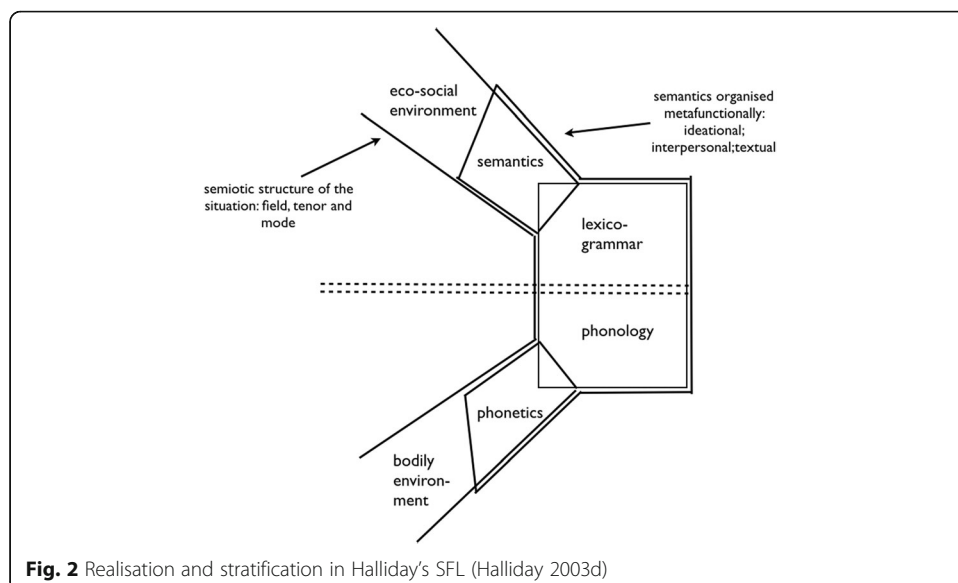 eco-social
environment
semantics organised
metafunctionally:
ideational;
interpersonal;textual
semantics
semiotic structure of the
situation: field, tenor and
mode
lexico-
grammar
phonology
phonetics
bodily
environ-
ment
Fig. 2 Realisation and stratification in Halliday's SFL (Halliday 2003d)